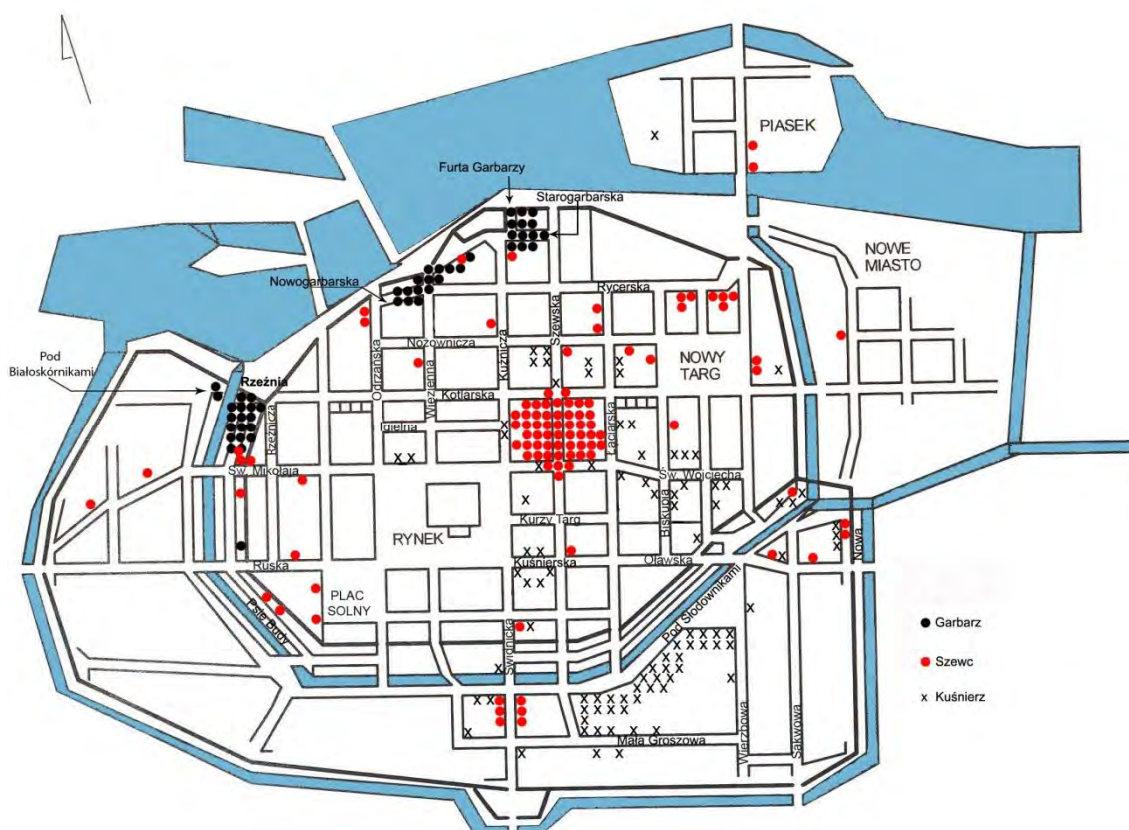 PIASEK
Furta Garbarzy
Starogarbarska
NOWE
MIASTO
Nowogarbarska
Rycerska
Szewska
Kuźnicza
Nożownicza
Pod
Białoskórnikami
Rzeźnia
Odrzańska
Więzienna
NOWY
TARG
Kotlarska
Rzeźnicza
Igielna
Łaciarska
Św. Mikołaja
Św. Wojciecha
Biskupia
Kurzy Targ
RYNEK
Nowa
Ruska
Kuśnierska
Oławska
PLAC
SOLNY
Psie Budy
Pod Słodownikami
Świdnicka
Garbarz
Szewc
x Kuśnierz
Mała Groszowa
Wierzbowa
Sakwowa